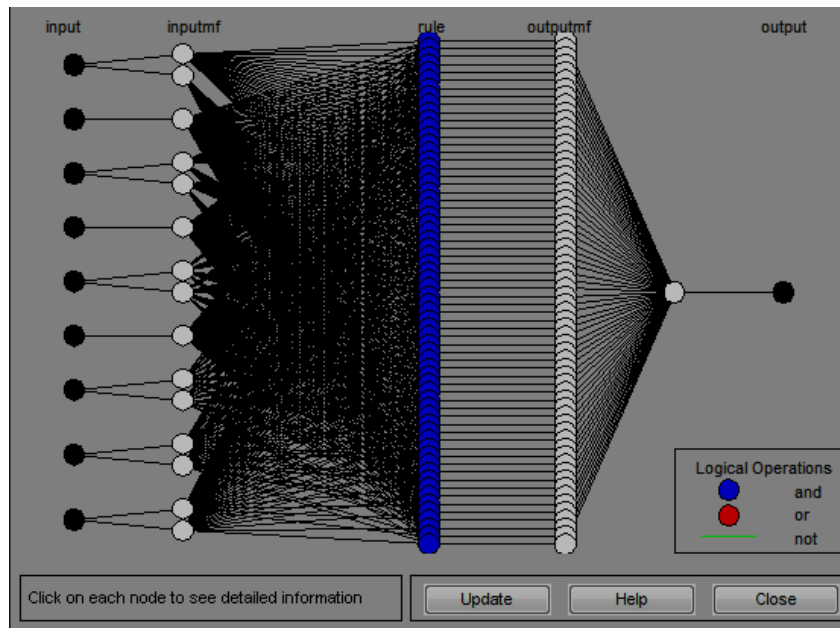 input inputmf rule outputmf output
Logical Operations
and
or
not
Click on each node to see detailed information
Update Help Close